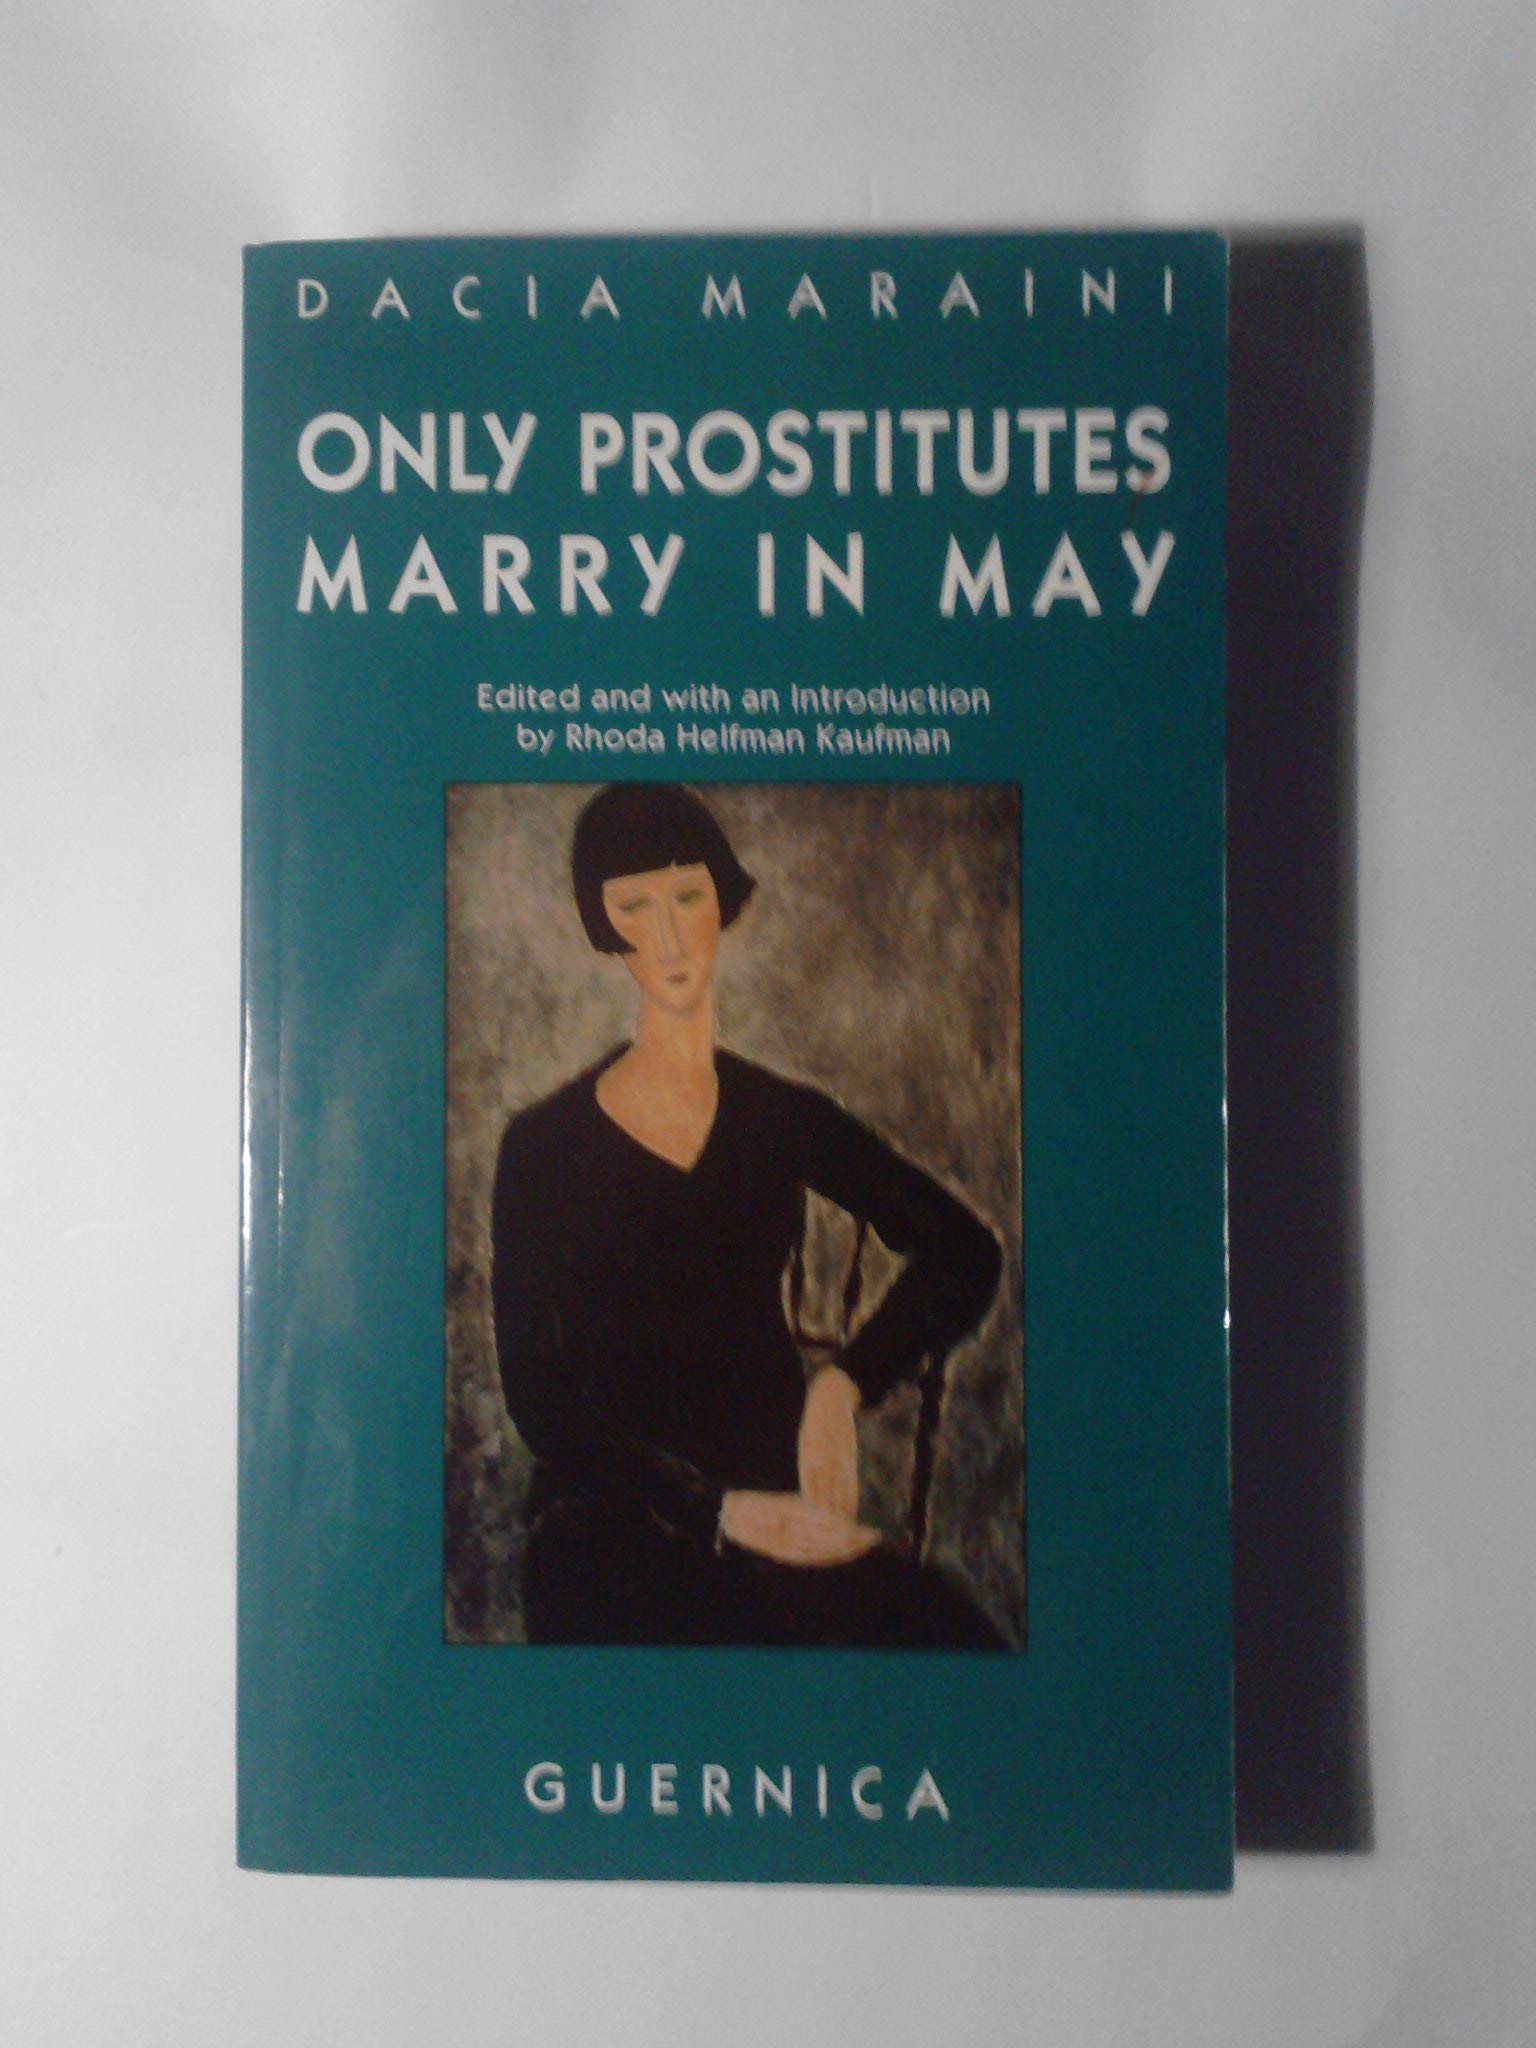 DACIA MARAINI
ONLY PROSTITUTES
MARRY IN MAY
Edited and with an Introduction
by Rhoda Helfman Kaufman
GUERNICA